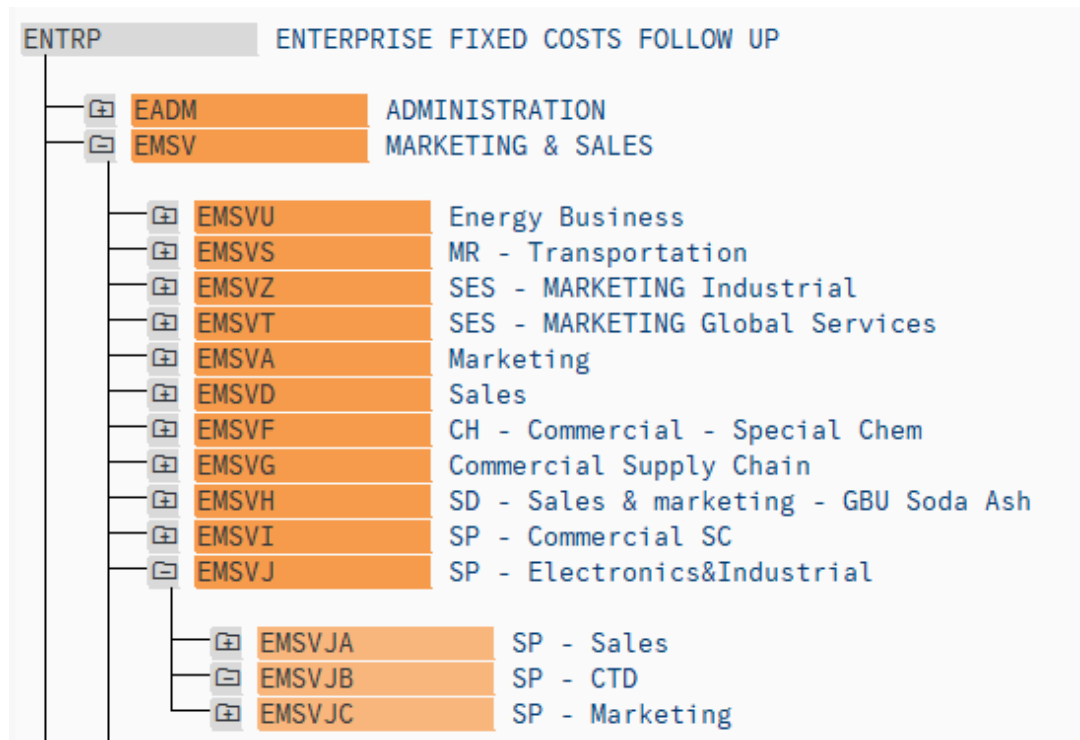 ENTRP ENTERPRISE FIXED COSTS FOLLOW UP
EADM ADMINISTRATION
EMSV MARKETING & SALES
EMSVU Energy Business
EMSVS MR - Transportation
EMSVZ SES - MARKETING Industrial
EMSVT SES - MARKETING Global Services
EMSVA Marketing
EMSVD Sales
EMSVF CH - Commercial - Special Chem
EMSVG Commercial Supply Chain
EMSVH SD - Sales & marketing - GBU Soda Ash
EMSVI SP - Commercial SC
EMSVJ SP - Electronics&Industrial
EMSVJA SP - Sales
EMSVJB SP - CTD
EMSVJC SP - Marketing